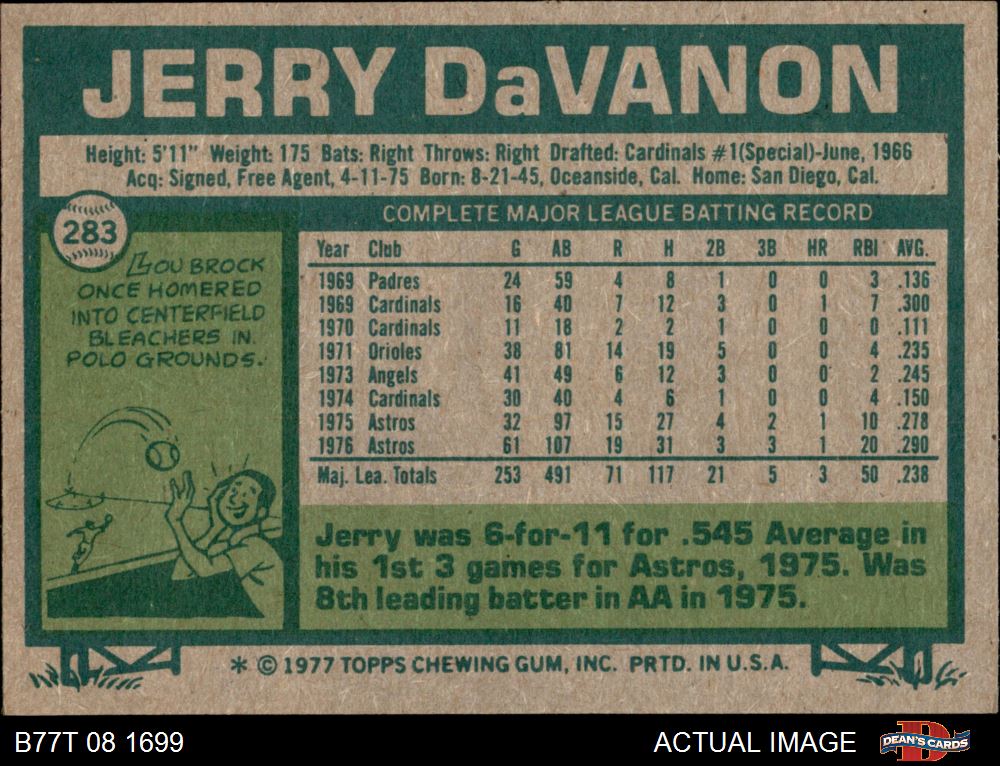 JERRY DaVANON
Height: 5'11" Weight: 175 Bats: Right Throws: Right Drafted: Cardinals #1(Special)-June, 1966
Acq: Signed, Free Agent, 4-11-75 Born: 8-21-45, Oceanside, Cal. Home: San Diego, Cal.
283
LOU BROCK
ONCE HOMERED
INTO CENTERFIELD
BLEACHERS IN
POLO GROUNDS.
COMPLETE MAJOR LEAGUE BATTING RECORD
Year Club G AB R H 2B 3B HR RBI AVG.
1969 Padres 24 59 4 8 1 0 0 3 .136
1969 Cardinals 16 40 7 12 3 0 1 7 .300
1970 Cardinals 11 18 2 2 1 0 0 0 .111
1971 Orioles 38 81 14 19 5 0 0 4 .235
1973 Angels 41 49 6 12 3 0 0 2 .245
1974 Cardinals 30 40 4 6 1 0 0 4 .150
1975 Astros 32 97 15 27 4 2 1 10 .278
1976 Astros 61 107 19 31 3 3 1 20 .290
Maj. Lea. Totals 253 491 71 117 21 5 3 50 .238
Jerry was 6-for-11 for .545 Average in
his 1st 3 games for Astros, 1975. Was
8th leading batter in AA in 1975.
* © 1977 TOPPS CHEWING GUM, INC. PRTD. IN U.S.A.
B77T 08 1699
ACTUAL IMAGE
DEAN'S CARDS